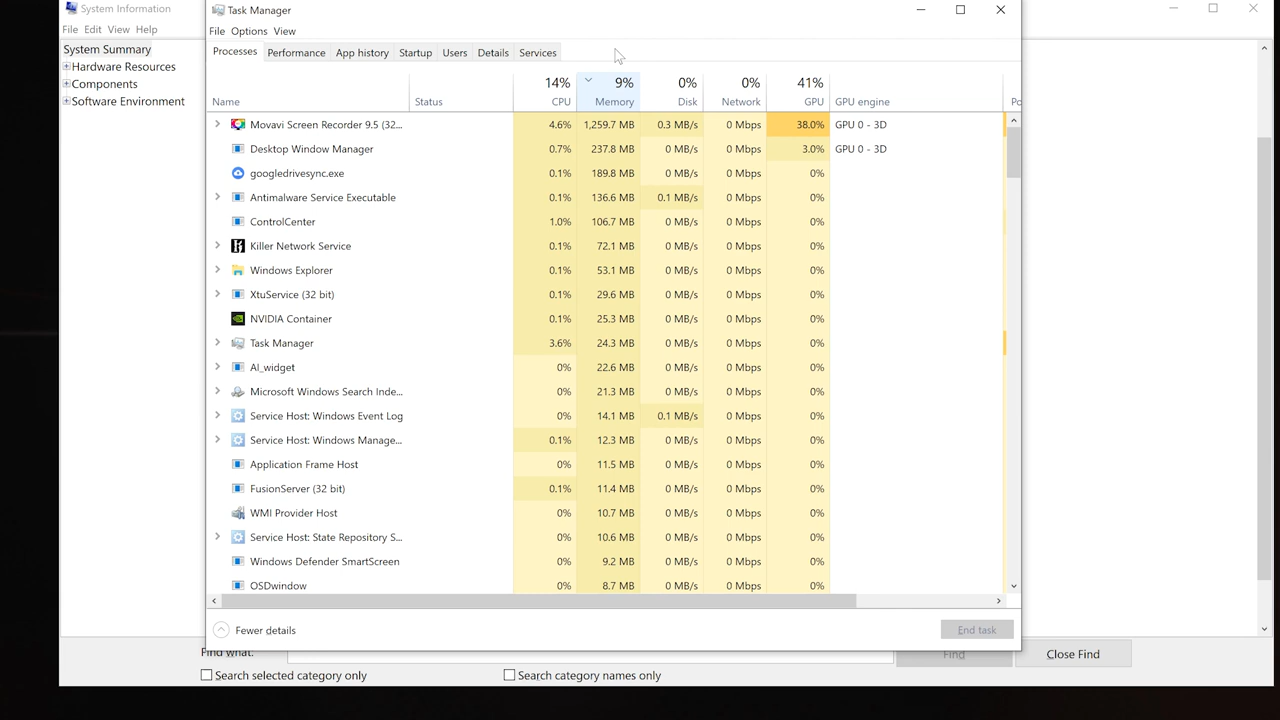 System Information
File Edit View Help
System Summary
Hardware Resources
Components
Software Environment
Task Manager
File Options View
Processes Performance App history Startup Users Details Services
14% 9% 0% 0% 41%
Name Status CPU Memory Disk Network GPU GPU engine Po
Movavi Screen Recorder 9.5 (32... 4.6% 1,259.7 MB 0.3 MB/s 0 Mbps 38.0% GPU 0 - 3D
Desktop Window Manager 0.7% 237.8 MB 0 MB/s 0 Mbps 3.0% GPU 0 - 3D
googledrivesync.exe 0.1% 189.8 MB 0 MB/s 0 Mbps 0%
Antimalware Service Executable 0.1% 136.6 MB 0.1 MB/s 0 Mbps 0%
ControlCenter 1.0% 106.7 MB 0 MB/s 0 Mbps 0%
Killer Network Service 0.1% 72.1 MB 0 MB/s 0 Mbps 0%
Windows Explorer 0.1% 53.1 MB 0 MB/s 0 Mbps 0%
XtuService (32 bit) 0.1% 29.6 MB 0 MB/s 0 Mbps 0%
NVIDIA Container 0.1% 25.3 MB 0 MB/s 0 Mbps 0%
Task Manager 3.6% 24.3 MB 0 MB/s 0 Mbps 0%
AI_widget 0% 22.6 MB 0 MB/s 0 Mbps 0%
Microsoft Windows Search Inde... 0% 21.3 MB 0 MB/s 0 Mbps 0%
Service Host: Windows Event Log 0% 14.1 MB 0.1 MB/s 0 Mbps 0%
Service Host: Windows Manage... 0.1% 12.3 MB 0 MB/s 0 Mbps 0%
Application Frame Host 0% 11.5 MB 0 MB/s 0 Mbps 0%
FusionServer (32 bit) 0.1% 11.4 MB 0 MB/s 0 Mbps 0%
WMI Provider Host 0% 10.7 MB 0 MB/s 0 Mbps 0%
Service Host: State Repository S... 0% 10.6 MB 0 MB/s 0 Mbps 0%
Windows Defender SmartScreen 0% 9.2 MB 0 MB/s 0 Mbps 0%
OSDwindow 0% 8.7 MB 0 MB/s 0 Mbps 0%
Fewer details End task
Find what: Find Close Find
Search selected category only Search category names only